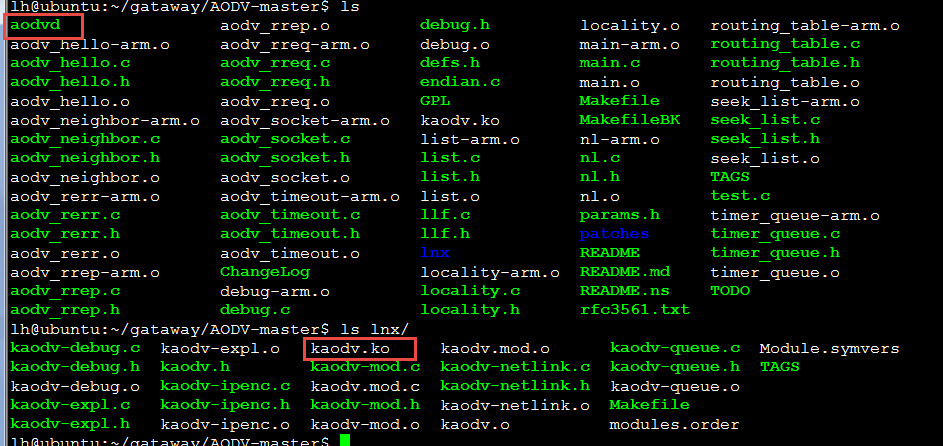 lh@ubuntu:~/gataway/AODV-master$ ls
aodvd aodv_rrep.o debug.h locality.o routing_table-arm.o
aodv_hello-arm.o aodv_rreq-arm.o debug.o main-arm.o routing_table.c
aodv_hello.c aodv_rreq.c defs.h main.c routing_table.h
aodv_hello.h aodv_rreq.h endian.c main.o routing_table.o
aodv_hello.o aodv_rreq.o GPL Makefile seek_list-arm.o
aodv_neighbor-arm.o aodv_socket-arm.o kaodv.ko MakefileBK seek_list.c
aodv_neighbor.c aodv_socket.c list-arm.o nl-arm.o seek_list.h
aodv_neighbor.h aodv_socket.h list.c nl.c seek_list.o
aodv_neighbor.o aodv_socket.o list.h nl.h TAGS
aodv_rerr-arm.o aodv_timeout-arm.o list.o nl.o test.c
aodv_rerr.c aodv_timeout.c llf.c params.h timer_queue-arm.o
aodv_rerr.h aodv_timeout.h llf.h patches timer_queue.c
aodv_rerr.o aodv_timeout.o lnx README timer_queue.h
aodv_rrep-arm.o ChangeLog locality-arm.o README.md timer_queue.o
aodv_rrep.c debug-arm.o locality.c README.ns TODO
aodv_rrep.h debug.c locality.h rfc3561.txt
lh@ubuntu:~/gataway/AODV-master$ ls lnx/
kaodv-debug.c kaodv-expl.o kaodv.ko kaodv.mod.o kaodv-queue.c Module.symvers
kaodv-debug.h kaodv.h kaodv-mod.c kaodv-netlink.c kaodv-queue.h TAGS
kaodv-debug.o kaodv-ipenc.c kaodv.mod.c kaodv-netlink.h kaodv-queue.o
kaodv-expl.c kaodv-ipenc.h kaodv-mod.h kaodv-netlink.o Makefile
kaodv-expl.h kaodv-ipenc.o kaodv-mod.o kaodv.o modules.order
lh@ubuntu:~/gataway/AODV-master$